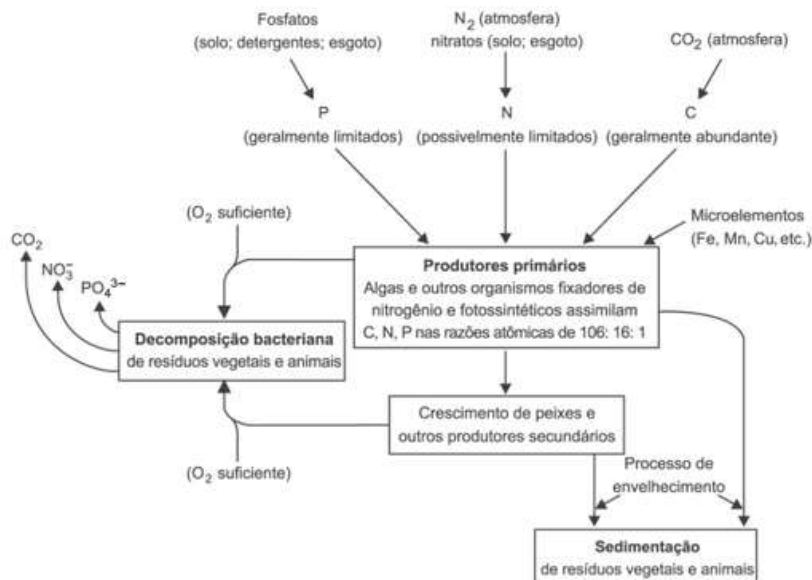 Fosfatos
(solo; detergentes; esgoto)
N₂ (atmosfera)
nitratos (solo; esgoto)
CO₂ (atmosfera)
P
(geralmente limitados)
N
(possivelmente limitados)
C
(geralmente abundante)
(O₂ suficiente)
Microelementos
(Fe, Mn, Cu, etc.)
CO₂
NO₃⁻
PO₄³⁻
Produtores primários
Algas e outros organismos fixadores de
nitrogênio e fotossintéticos assimilam
C, N, P nas razões atômicas de 106: 16: 1
Decomposição bacteriana
de resíduos vegetais e animais
Crescimento de peixes e
outros produtores secundários
(O₂ suficiente)
Processo de
envelhecimento
Sedimentação
de resíduos vegetais e animais